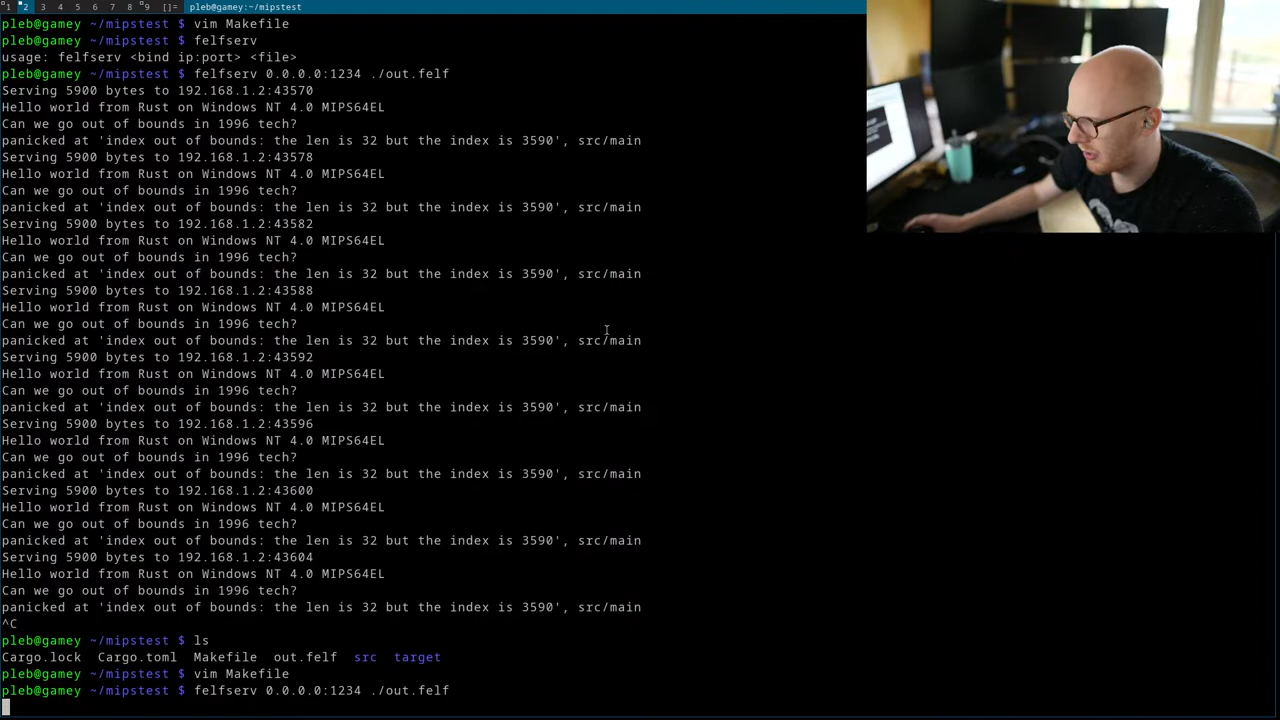 1 2 3 4 5 6 7 8 9 []= pleb@gamey:~/mipstest
pleb@gamey ~/mipstest $ vim Makefile
pleb@gamey ~/mipstest $ felfserv
usage: felfserv <bind ip:port> <file>
pleb@gamey ~/mipstest $ felfserv 0.0.0.0:1234 ./out.felf
Serving 5900 bytes to 192.168.1.2:43570
Hello world from Rust on Windows NT 4.0 MIPS64EL
Can we go out of bounds in 1996 tech?
panicked at 'index out of bounds: the len is 32 but the index is 3590', src/main
Serving 5900 bytes to 192.168.1.2:43578
Hello world from Rust on Windows NT 4.0 MIPS64EL
Can we go out of bounds in 1996 tech?
panicked at 'index out of bounds: the len is 32 but the index is 3590', src/main
Serving 5900 bytes to 192.168.1.2:43582
Hello world from Rust on Windows NT 4.0 MIPS64EL
Can we go out of bounds in 1996 tech?
panicked at 'index out of bounds: the len is 32 but the index is 3590', src/main
Serving 5900 bytes to 192.168.1.2:43588
Hello world from Rust on Windows NT 4.0 MIPS64EL
Can we go out of bounds in 1996 tech?
panicked at 'index out of bounds: the len is 32 but the index is 3590', src/main
Serving 5900 bytes to 192.168.1.2:43592
Hello world from Rust on Windows NT 4.0 MIPS64EL
Can we go out of bounds in 1996 tech?
panicked at 'index out of bounds: the len is 32 but the index is 3590', src/main
Serving 5900 bytes to 192.168.1.2:43596
Hello world from Rust on Windows NT 4.0 MIPS64EL
Can we go out of bounds in 1996 tech?
panicked at 'index out of bounds: the len is 32 but the index is 3590', src/main
Serving 5900 bytes to 192.168.1.2:43600
Hello world from Rust on Windows NT 4.0 MIPS64EL
Can we go out of bounds in 1996 tech?
panicked at 'index out of bounds: the len is 32 but the index is 3590', src/main
Serving 5900 bytes to 192.168.1.2:43604
Hello world from Rust on Windows NT 4.0 MIPS64EL
Can we go out of bounds in 1996 tech?
panicked at 'index out of bounds: the len is 32 but the index is 3590', src/main
^C
pleb@gamey ~/mipstest $ ls
Cargo.lock Cargo.toml Makefile out.felf src target
pleb@gamey ~/mipstest $ vim Makefile
pleb@gamey ~/mipstest $ felfserv 0.0.0.0:1234 ./out.felf